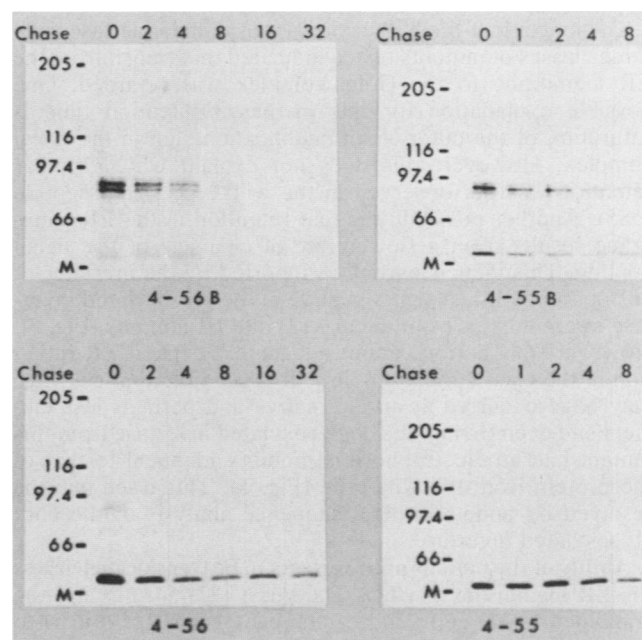 Chase 0 2 4 8 16 32
205-
116-
97.4-
66-
M-
4-56B
Chase 0 1 2 4 8
205-
116-
97.4-
66-
M-
4-55B
Chase 0 2 4 8 16 32
205-
116-
97.4-
66-
M-
4-56
Chase 0 1 2 4 8
205-
116-
97.4-
66-
M-
4-55